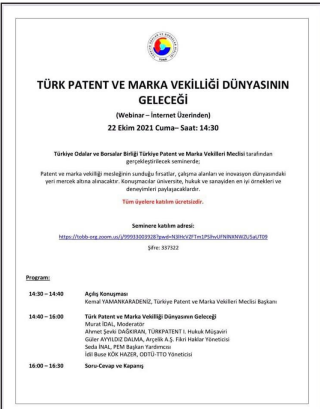 TÜRK PATENT VE MARKA VEKİLLİĞİ DÜNYASININ
GELECEĞİ
(Webinar – İnternet Üzerinden)
22 Ekim 2021 Cuma– Saat: 14:30
Türkiye Odalar ve Borsalar Birliği Türkiye Patent ve Marka Vekilleri Meclisi tarafından
gerçekleştirilecek seminerde;
Patent ve marka vekilliği mesleğinin sunduğu fırsatlar, çalışma alanları ve inovasyon dünyasındaki
yeri mercek altına alınacaktır. Konuşmacılar üniversite, hukuk ve sanayiden en iyi örnekleri ve
deneyimleri paylaşacaklardır.
Tüm üyelere katılım ücretsizdir.
Seminere katılım adresi:
Şifre: 337322
Program:
14:30 – 14:40 Açılış Konuşması
Kemal YAMANKARADENİZ, Türkiye Patent ve Marka Vekilleri Meclisi Başkanı
14:40 – 16:00 Türk Patent ve Marka Vekilliği Dünyasının Geleceği
Murat İDAL, Moderatör
Ahmet Şevki DAĞKIRAN, TÜRKPATENT I. Hukuk Müşaviri
Güler AYYILDIZ DALMA, Arçelik A.Ş. Fikri Haklar Yöneticisi
Seda İNAL, PEM Başkan Yardımcısı
İdil Buse KÖK HAZER, ODTÜ-TTO Yöneticisi
16:00 – 16:30 Soru-Cevap ve Kapanış